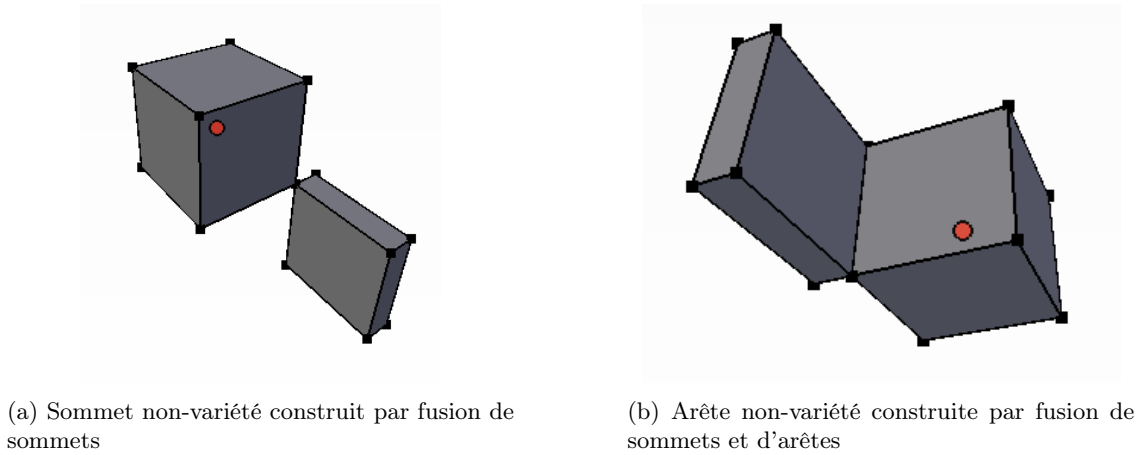 (a) Sommet non-variété construit par fusion de
sommets
(b) Arête non-variété construite par fusion de
sommets et d'arêtes